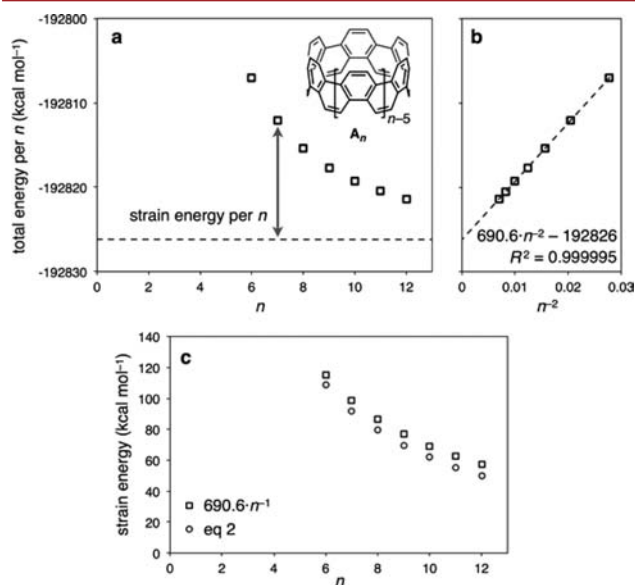 -192800
a
b
-192810
n–5
Aₙ
-192820
strain energy per n
-192830
total energy per n (kcal mol⁻¹)
690.6·n⁻² – 192826
R² = 0.999995
0 2 4 6 8 10 12
n
0 0.01 0.02 0.03
n⁻²
140
c
120
100
80
60
40
20
0
strain energy (kcal mol⁻¹)
690.6·n⁻¹
eq 2
0 2 4 6 8 10 12
n